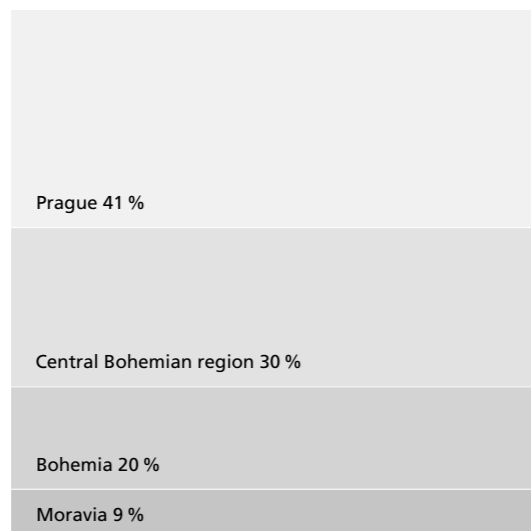 Prague 41 %
Central Bohemian region 30 %
Bohemia 20 %
Moravia 9 %